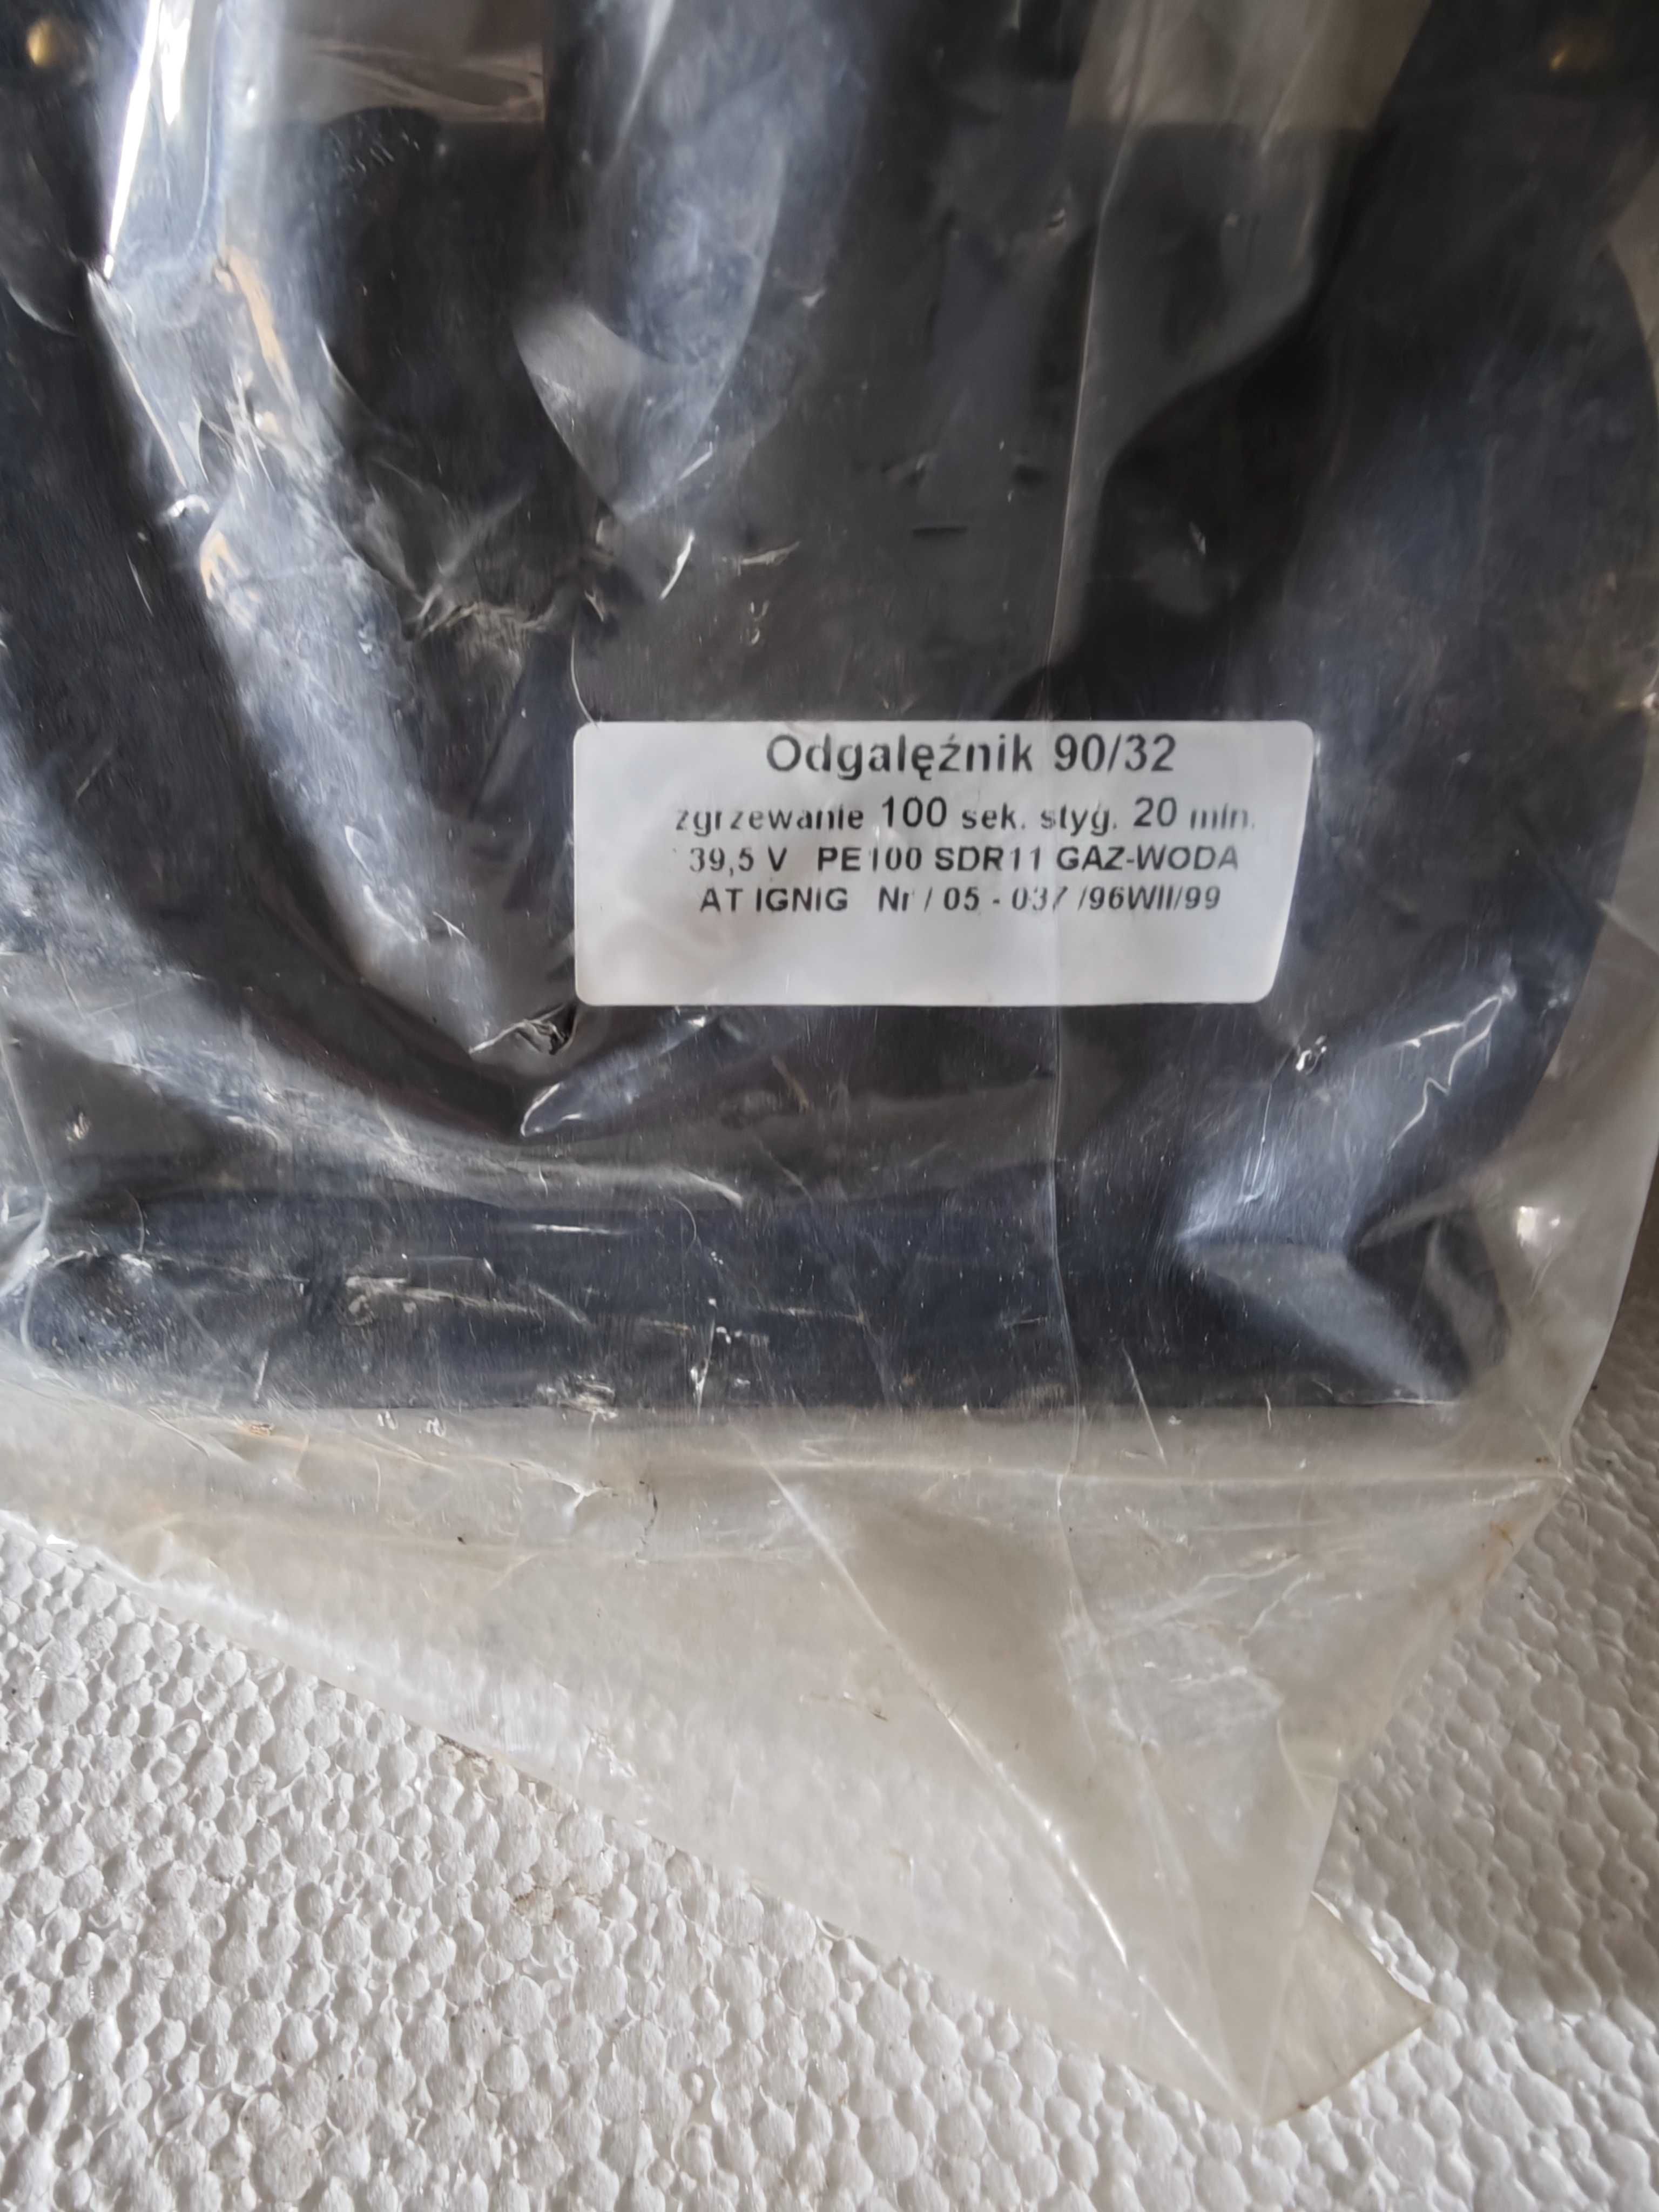 Odgalęźnik 90/32
zgrzewanie 100 sek. styg. 20 min.
39,5 V PE100 SDR11 GAZ-WODA
AT IGNIG Nr / 05 - 037 /96WII/99